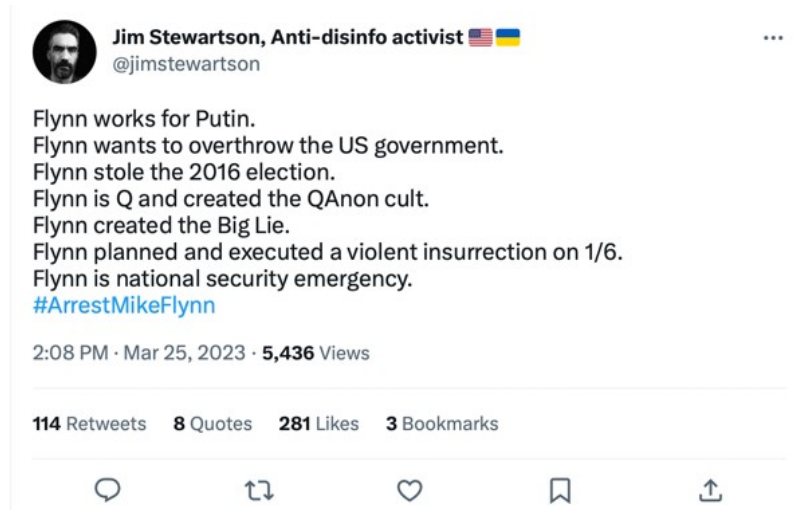 Jim Stewartson, Anti-disinfo activist 🇺🇸🇺🇦
@jimstewartson
Flynn works for Putin.
Flynn wants to overthrow the US government.
Flynn stole the 2016 election.
Flynn is Q and created the QAnon cult.
Flynn created the Big Lie.
Flynn planned and executed a violent insurrection on 1/6.
Flynn is national security emergency.
#ArrestMikeFlynn
2:08 PM · Mar 25, 2023 · 5,436 Views
114 Retweets 8 Quotes 281 Likes 3 Bookmarks